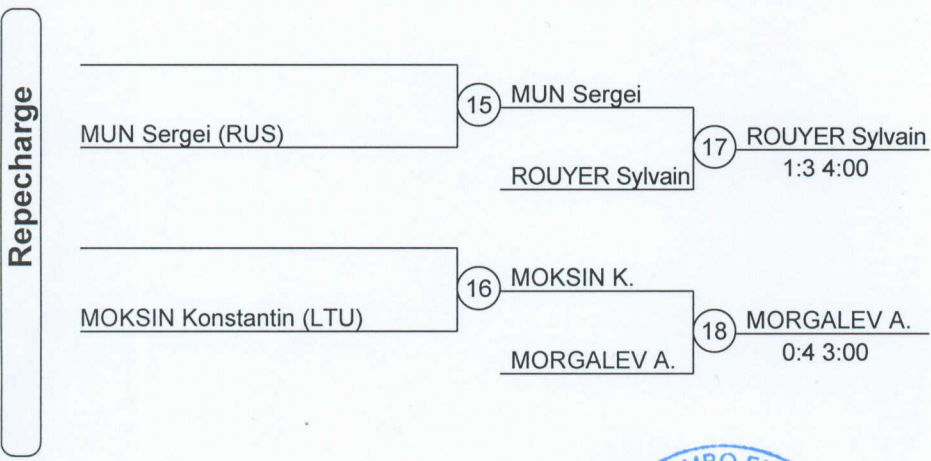 Repecharge
MUN Sergei (RUS)
15
MUN Sergei
ROUYER Sylvain
17
ROUYER Sylvain
1:3 4:00
MOKSIN Konstantin (LTU)
16
MOKSIN K.
MORGALEV A.
18
MORGALEV A.
0:4 3:00